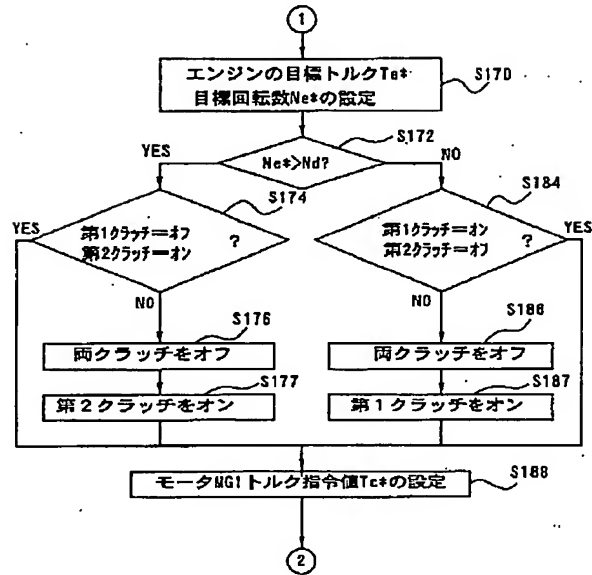 1
エンジンの目標トルクTe*
目標回転数Ne*の設定
S170
S172
YES
Ne*>Nd?
NO
S174
S184
YES
第1クラッチ=オフ
第2クラッチ=オン
?
第1クラッチ=オン
第2クラッチ=オフ
?
YES
NO
NO
S176
S186
両クラッチをオフ
両クラッチをオフ
S177
S187
第2クラッチをオン
第1クラッチをオン
S188
モータMG1トルク指令値Tc*の設定
2